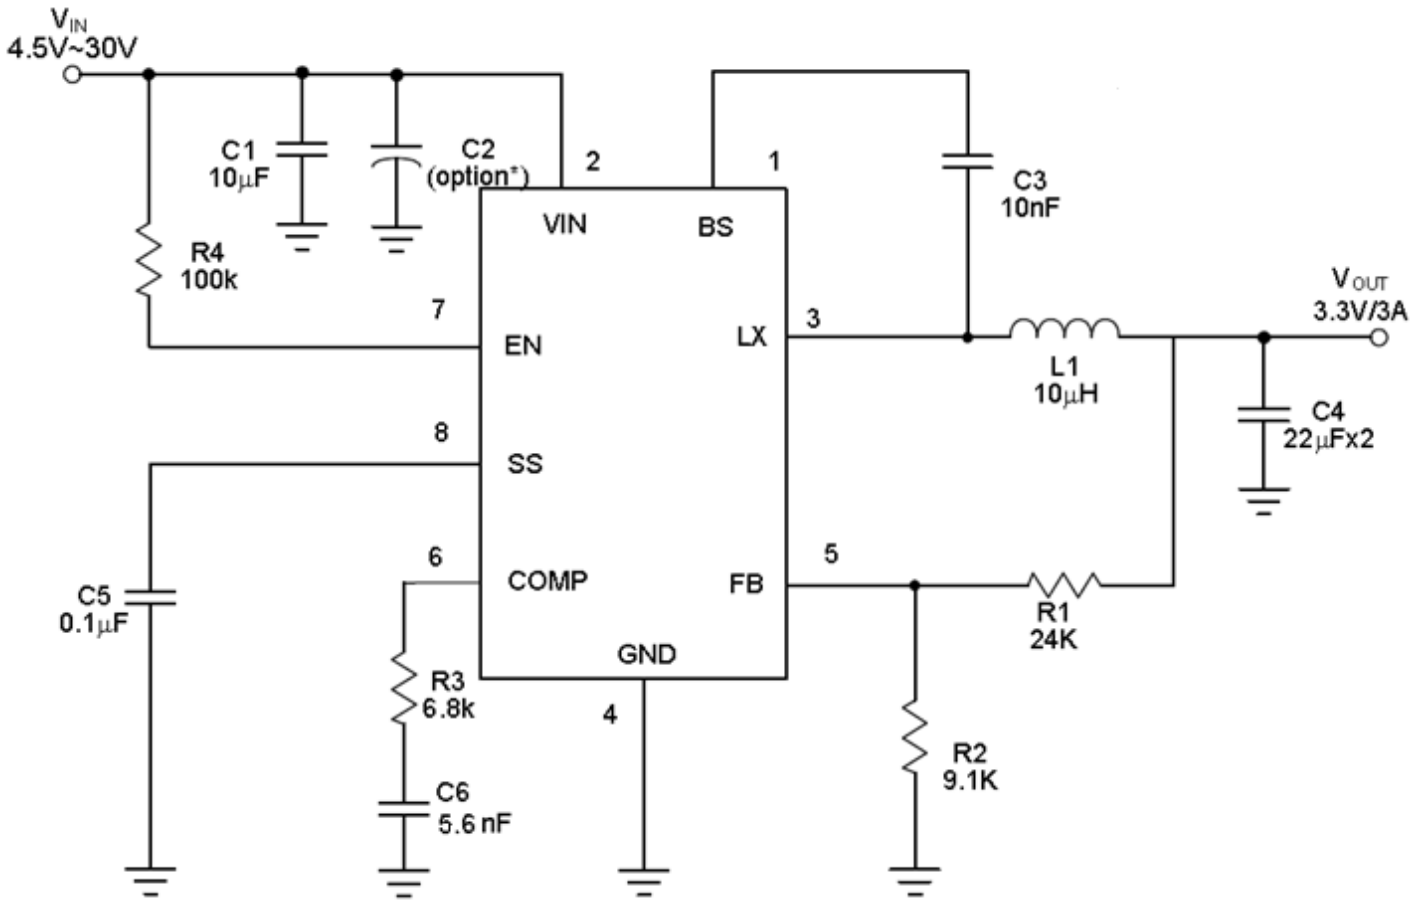 VIN
4.5V~30V
C1
10μF
C2
(option*)
2
1
C3
10nF
VIN
BS
R4
100k
VOUT
3.3V/3A
7
3
EN
LX
L1
10μH
C4
22μFx2
8
SS
6
5
COMP
FB
C5
0.1μF
R1
24K
GND
R3
6.8k
4
R2
9.1K
C6
5.6nF